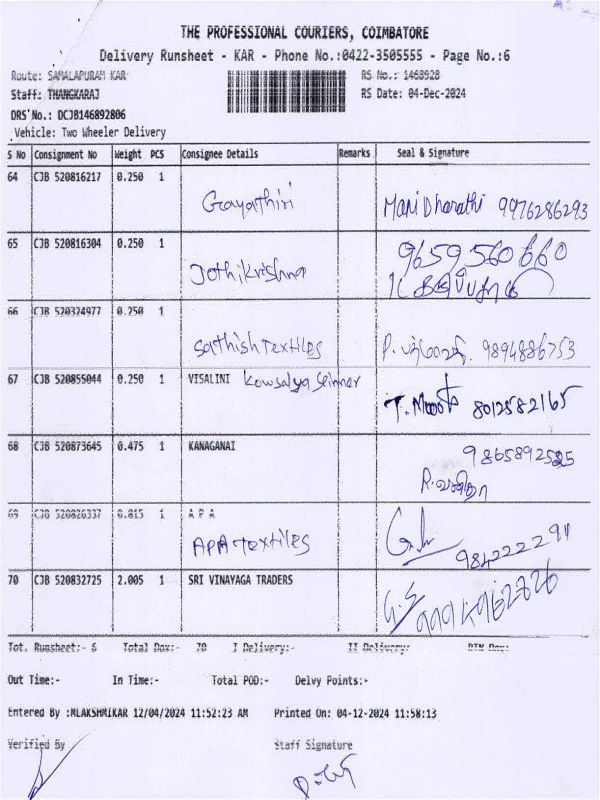 THE PROFESSIONAL COURIERS, COIMBATORE
Delivery Runsheet - KAR - Phone No.:0422-3505555 - Page No.:6
Route: SAMALAPURAM KAR RS No.: 1468928
Staff: THANGKARAJ RS Date: 04-Dec-2024
DRS No.: DCJB146892806
Vehicle: Two Wheeler Delivery
S No Consignment No Weight PCS Consignee Details Remarks Seal & Signature
64 CJB 520816217 0.250 1
Gayathiri Mani Dharathi 9976286293
65 CJB 520816304 0.250 1 9659560660
Jothikrishna
66 CJB 520324977 0.250 1
Sathish Textiles P. 9894886753
67 CJB 520855044 0.250 1 VISALINI Kowsalya Spinner
T. 8012582165
68 CJB 520873645 0.475 1 KANAGANAI 9865892525
P. வனிதா
69 CJB 520820337 0.815 1 A P A
APA Textiles
70 CJB 520832725 2.005 1 SRI VINAYAGA TRADERS
Tot. Runsheet:- 6 Total Dox:- 70 I Delivery:- II Delivery:- RTN Dox:
Out Time:- In Time:- Total POD:- Delvy Points:-
Entered By :MLAKSHMIKAR 12/04/2024 11:52:23 AM Printed On: 04-12-2024 11:58:13
Verified By Staff Signature